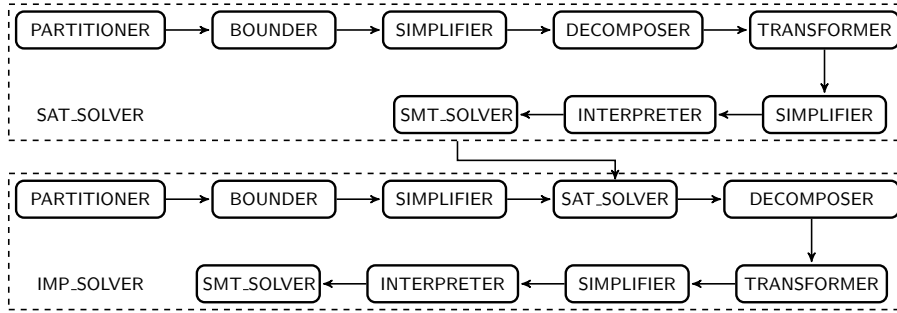 PARTITIONER BOUNDER SIMPLIFIER DECOMPOSER TRANSFORMER
SAT_SOLVER SMT_SOLVER INTERPRETER SIMPLIFIER
PARTITIONER BOUNDER SIMPLIFIER SAT_SOLVER DECOMPOSER
IMP_SOLVER SMT_SOLVER INTERPRETER SIMPLIFIER TRANSFORMER